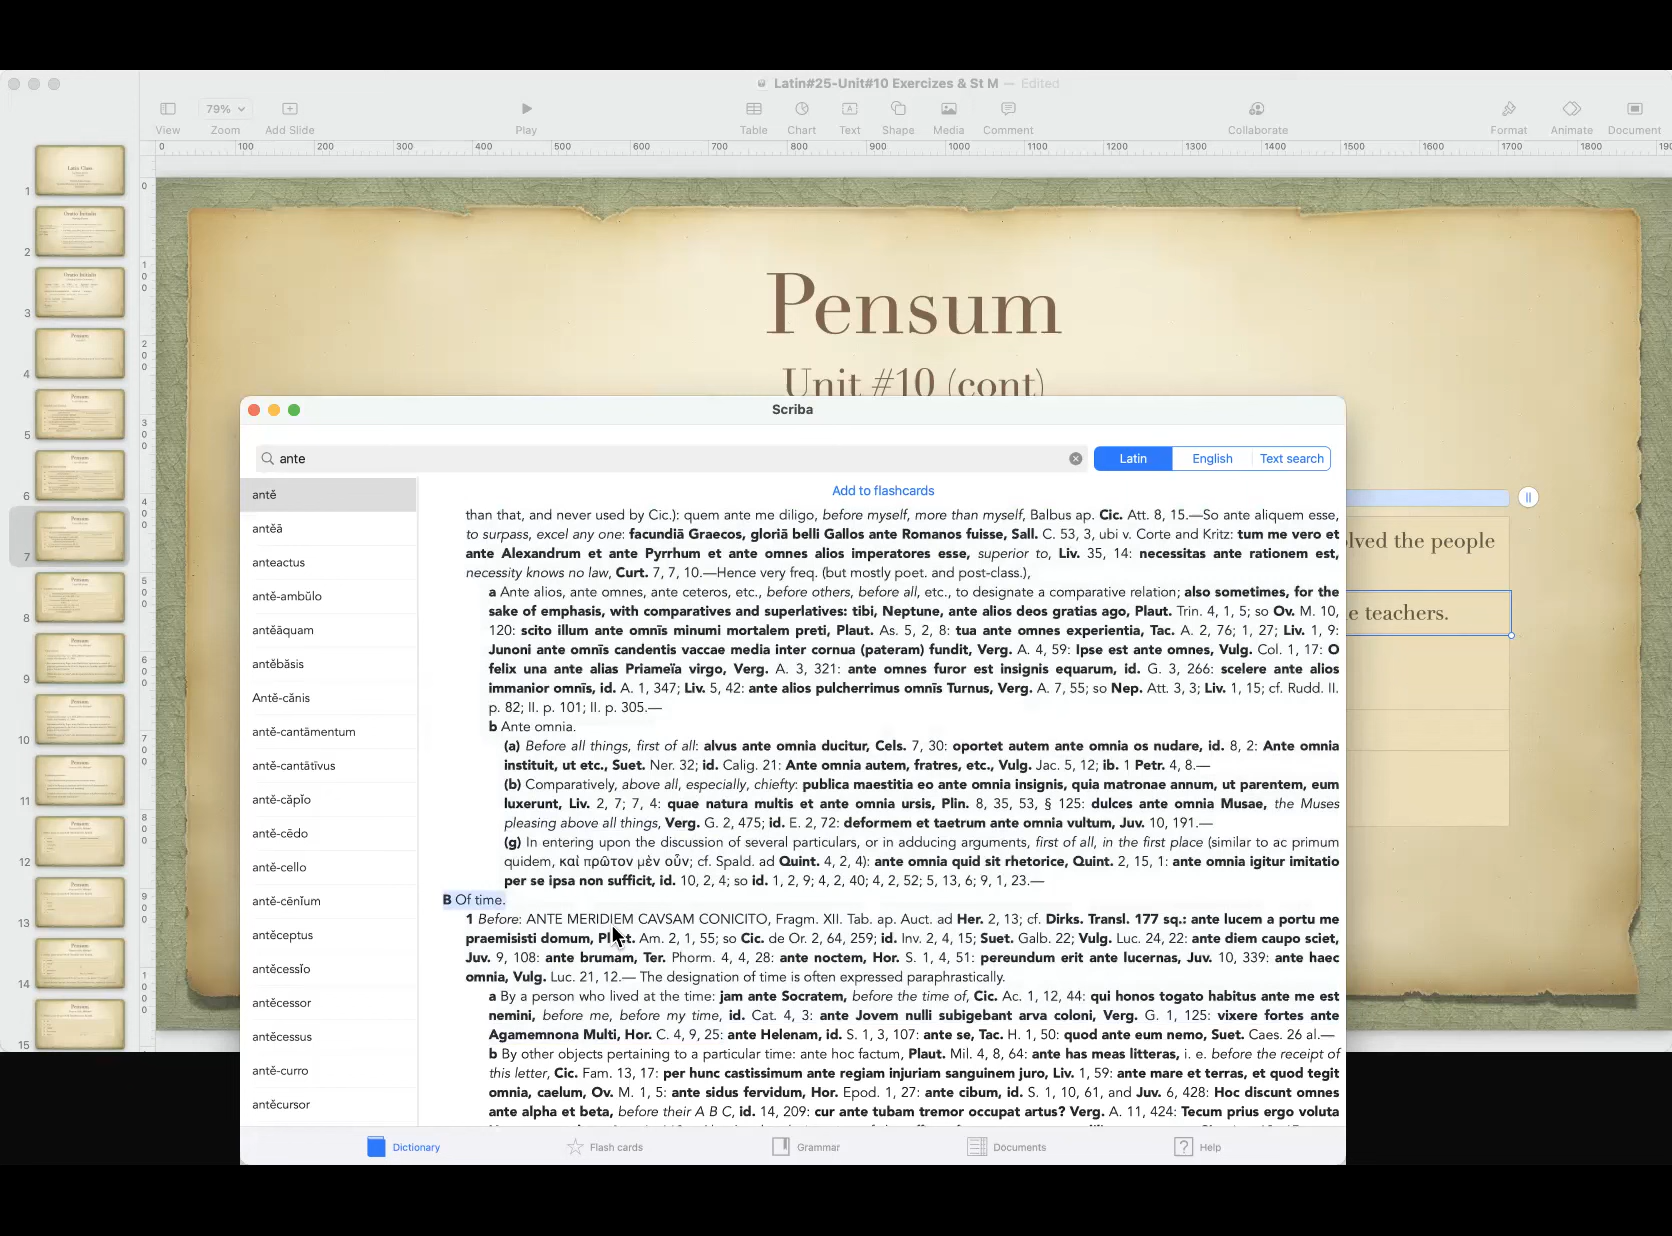 Latin#25-Unit#10 Exercizes & St M — Edited
79%
View
Zoom
Add Slide
Play
Table
Chart
Text
Shape
Media
Comment
Collaborate
Format
Animate
Document
0 100 200 300 400 500 600 700 800 900 1000 1100 1200 1300 1400 1500 1600 1700 1800
1
2
3
4
5
6
7
8
9
10
11
12
13
14
15
Pensum
Unit #10 (cont)
lved the people
e teachers.
Scriba
ante
Latin
English
Text search
antĕ
antĕā
anteactus
antĕ-ambŭlo
antĕāquam
antĕbăsis
Antĕ-cănis
antĕ-cantāmentum
antĕ-cantātīvus
antĕ-căpĭo
antĕ-cēdo
antĕ-cello
antĕ-cēnĭum
antĕceptus
antĕcessĭo
antĕcessor
antĕcessus
antĕ-curro
antĕcursor
Add to flashcards
than that, and never used by Cic.): quem ante me diligo, before myself, more than myself, Balbus ap. Cic. Att. 8, 15.—So ante aliquem esse,
to surpass, excel any one: facundiā Graecos, gloriā belli Gallos ante Romanos fuisse, Sall. C. 53, 3, ubi v. Corte and Kritz: tum me vero et
ante Alexandrum et ante Pyrrhum et ante omnes alios imperatores esse, superior to, Liv. 35, 14: necessitas ante rationem est,
necessity knows no law, Curt. 7, 7, 10.—Hence very freq. (but mostly poet. and post-class.),
a Ante alios, ante omnes, ante ceteros, etc., before others, before all, etc., to designate a comparative relation; also sometimes, for the
sake of emphasis, with comparatives and superlatives: tibi, Neptune, ante alios deos gratias ago, Plaut. Trin. 4, 1, 5; so Ov. M. 10,
120: scito illum ante omnīs minumi mortalem preti, Plaut. As. 5, 2, 8: tua ante omnes experientia, Tac. A. 2, 76; 1, 27; Liv. 1, 9:
Junoni ante omnīs candentis vaccae media inter cornua (pateram) fundit, Verg. A. 4, 59: Ipse est ante omnes, Vulg. Col. 1, 17: O
felix una ante alias Priameïa virgo, Verg. A. 3, 321: ante omnes furor est insignis equarum, id. G. 3, 266: scelere ante alios
immanior omnīs, id. A. 1, 347; Liv. 5, 42: ante alios pulcherrimus omnīs Turnus, Verg. A. 7, 55; so Nep. Att. 3, 3; Liv. 1, 15; cf. Rudd. II.
p. 82; II. p. 101; II. p. 305.—
b Ante omnia.
(a) Before all things, first of all: alvus ante omnia ducitur, Cels. 7, 30: oportet autem ante omnia os nudare, id. 8, 2: Ante omnia
instituit, ut etc., Suet. Ner. 32; id. Calig. 21: Ante omnia autem, fratres, etc., Vulg. Jac. 5, 12; ib. 1 Petr. 4, 8.—
(b) Comparatively, above all, especially, chiefty: publica maestitia eo ante omnia insignis, quia matronae annum, ut parentem, eum
luxerunt, Liv. 2, 7; 7, 4: quae natura multis et ante omnia ursis, Plin. 8, 35, 53, § 125: dulces ante omnia Musae, the Muses
pleasing above all things, Verg. G. 2, 475; id. E. 2, 72: deformem et taetrum ante omnia vultum, Juv. 10, 191.—
(g) In entering upon the discussion of several particulars, or in adducing arguments, first of all, in the first place (similar to ac primum
quidem, καὶ πρῶτον μὲν οὖν; cf. Spald. ad Quint. 4, 2, 4): ante omnia quid sit rhetorice, Quint. 2, 15, 1: ante omnia igitur imitatio
per se ipsa non sufficit, id. 10, 2, 4; so id. 1, 2, 9; 4, 2, 40; 4, 2, 52; 5, 13, 6; 9, 1, 23.—
B Of time.
1 Before: ANTE MERIDIEM CAVSAM CONICITO, Fragm. XII. Tab. ap. Auct. ad Her. 2, 13; cf. Dirks. Transl. 177 sq.: ante lucem a portu me
praemisisti domum, Plaut. Am. 2, 1, 55; so Cic. de Or. 2, 64, 259; id. Inv. 2, 4, 15; Suet. Galb. 22; Vulg. Luc. 24, 22: ante diem caupo sciet,
Juv. 9, 108: ante brumam, Ter. Phorm. 4, 4, 28: ante noctem, Hor. S. 1, 4, 51: pereundum erit ante lucernas, Juv. 10, 339: ante haec
omnia, Vulg. Luc. 21, 12.— The designation of time is often expressed paraphrastically.
a By a person who lived at the time: jam ante Socratem, before the time of, Cic. Ac. 1, 12, 44: qui honos togato habitus ante me est
nemini, before me, before my time, id. Cat. 4, 3: ante Jovem nulli subigebant arva coloni, Verg. G. 1, 125: vixere fortes ante
Agamemnona Multi, Hor. C. 4, 9, 25: ante Helenam, id. S. 1, 3, 107: ante se, Tac. H. 1, 50: quod ante eum nemo, Suet. Caes. 26 al.—
b By other objects pertaining to a particular time: ante hoc factum, Plaut. Mil. 4, 8, 64: ante has meas litteras, i. e. before the receipt of
this letter, Cic. Fam. 13, 17: per hunc castissimum ante regiam injuriam sanguinem juro, Liv. 1, 59: ante mare et terras, et quod tegit
omnia, caelum, Ov. M. 1, 5: ante sidus fervidum, Hor. Epod. 1, 27: ante cibum, id. S. 1, 10, 61, and Juv. 6, 428: Hoc discunt omnes
ante alpha et beta, before their A B C, id. 14, 209: cur ante tubam tremor occupat artus? Verg. A. 11, 424: Tecum prius ergo voluta
Dictionary
Flash cards
Grammar
Documents
Help